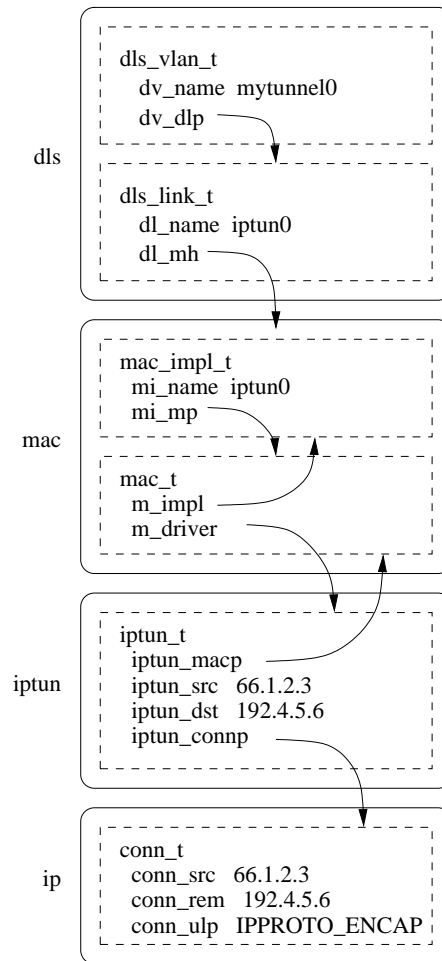 dls
dls_vlan_t
dv_name mytunnel0
dv_dlp
dls_link_t
dl_name iptun0
dl_mh
mac
mac_impl_t
mi_name iptun0
mi_mp
mac_t
m_impl
m_driver
iptun
iptun_t
iptun_macp
iptun_src 66.1.2.3
iptun_dst 192.4.5.6
iptun_connp
ip
conn_t
conn_src 66.1.2.3
conn_rem 192.4.5.6
conn_ulp IPPROTO_ENCAP